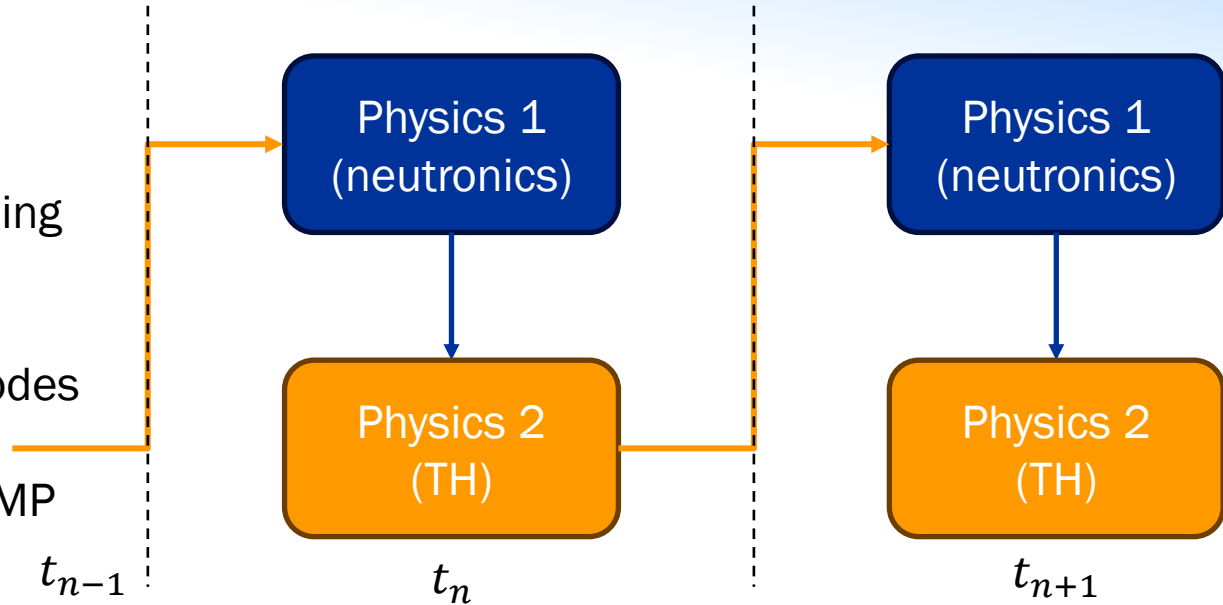 Physics 1
(neutronics)
Physics 1
(neutronics)
ing
odes
Physics 2
(TH)
Physics 2
(TH)
MP
t_{n-1}
t_n
t_{n+1}